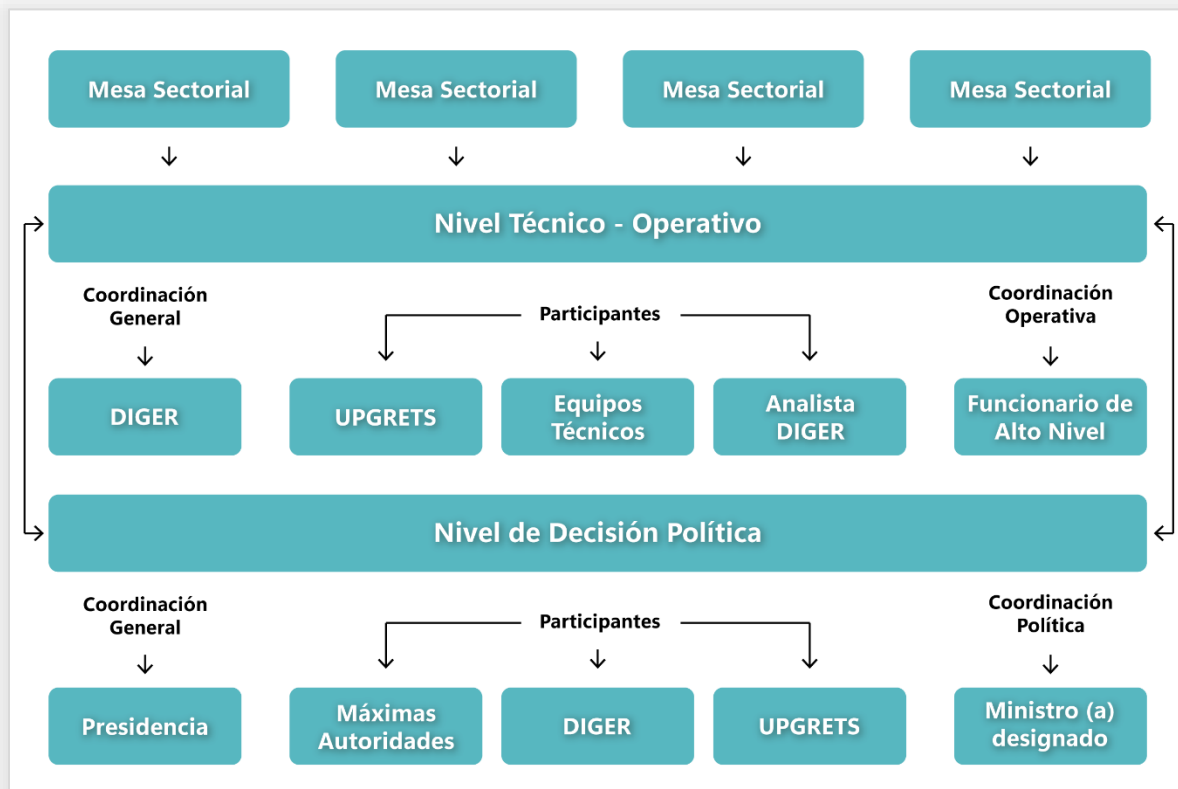 Mesa Sectorial
Mesa Sectorial
Mesa Sectorial
Mesa Sectorial
Nivel Técnico - Operativo
Coordinación
General
Participantes
Coordinación
Operativa
DIGER
UPGRETS
Equipos
Técnicos
Analista
DIGER
Funcionario de
Alto Nivel
Nivel de Decisión Política
Coordinación
General
Participantes
Coordinación
Política
Presidencia
Máximas
Autoridades
DIGER
UPGRETS
Ministro (a)
designado